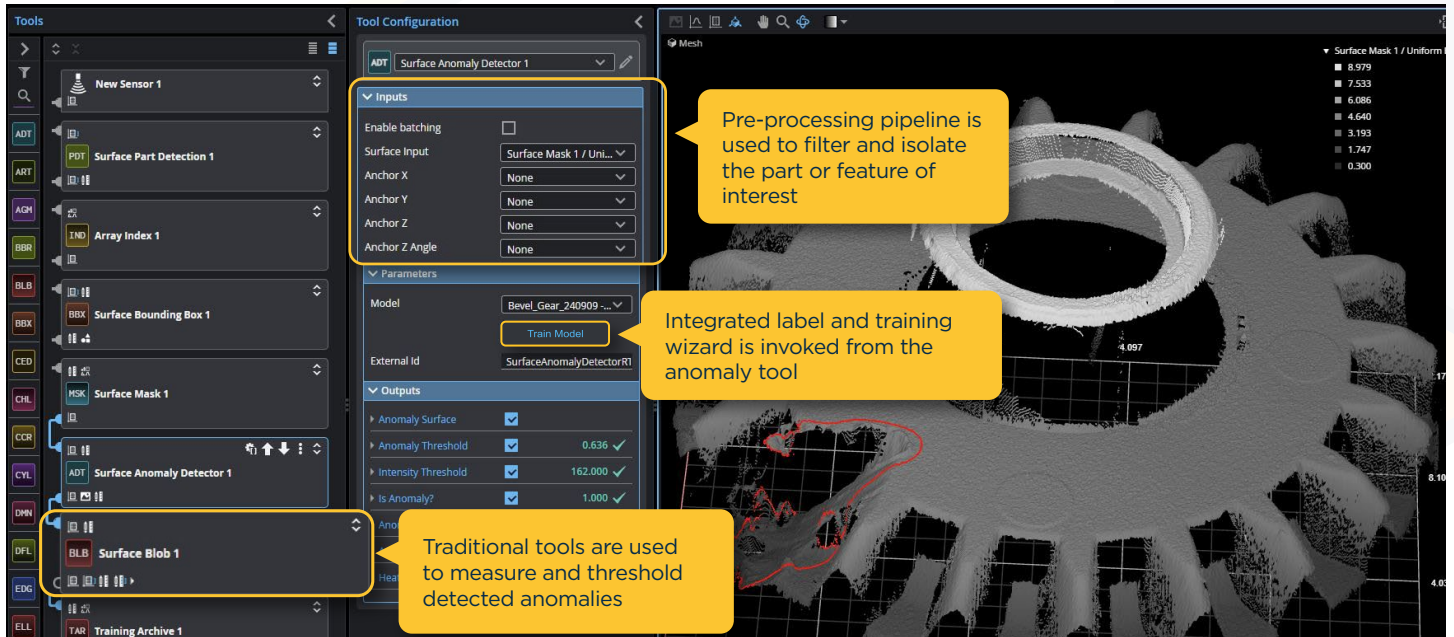 Tools
New Sensor 1
ADT
PDT Surface Part Detection 1
ART
AGM
IND Array Index 1
BBR
BLB
BBX Surface Bounding Box 1
BBX
CED
CHL
MSK Surface Mask 1
CCR
CYL
ADT Surface Anomaly Detector 1
DMN
BLB Surface Blob 1
DFL
EDG
ELL
TAR Training Archive 1
Tool Configuration
ADT Surface Anomaly Detector 1
Inputs
Enable batching
Surface Input Surface Mask 1 / Uni...
Anchor X None
Anchor Y None
Anchor Z None
Anchor Z Angle None
Parameters
Model Bevel_Gear_240909 -...
Train Model
External Id SurfaceAnomalyDetectorRT
Outputs
Anomaly Surface
Anomaly Threshold 0.636
Intensity Threshold 162.000
Is Anomaly? 1.000
Pre-processing pipeline is
used to filter and isolate
the part or feature of
interest
Integrated label and training
wizard is invoked from the
anomaly tool
Traditional tools are used
to measure and threshold
detected anomalies
Mesh
Surface Mask 1 / Uniform
8.979
7.533
6.086
4.640
3.193
1.747
0.300
4.097
8.10
4.03